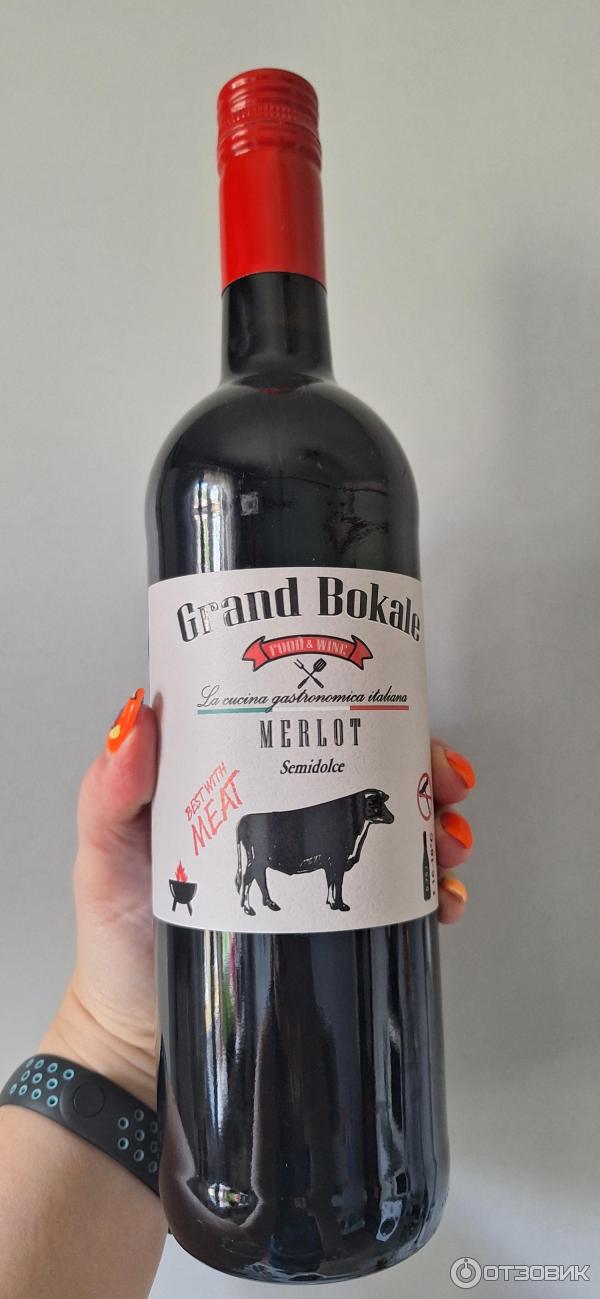 Grand Bokale
FOOD & WINE
La cucina gastronomica italiana
MERLOT
Semidolce
BEST WITH
MEAT
ОТЗОВИК